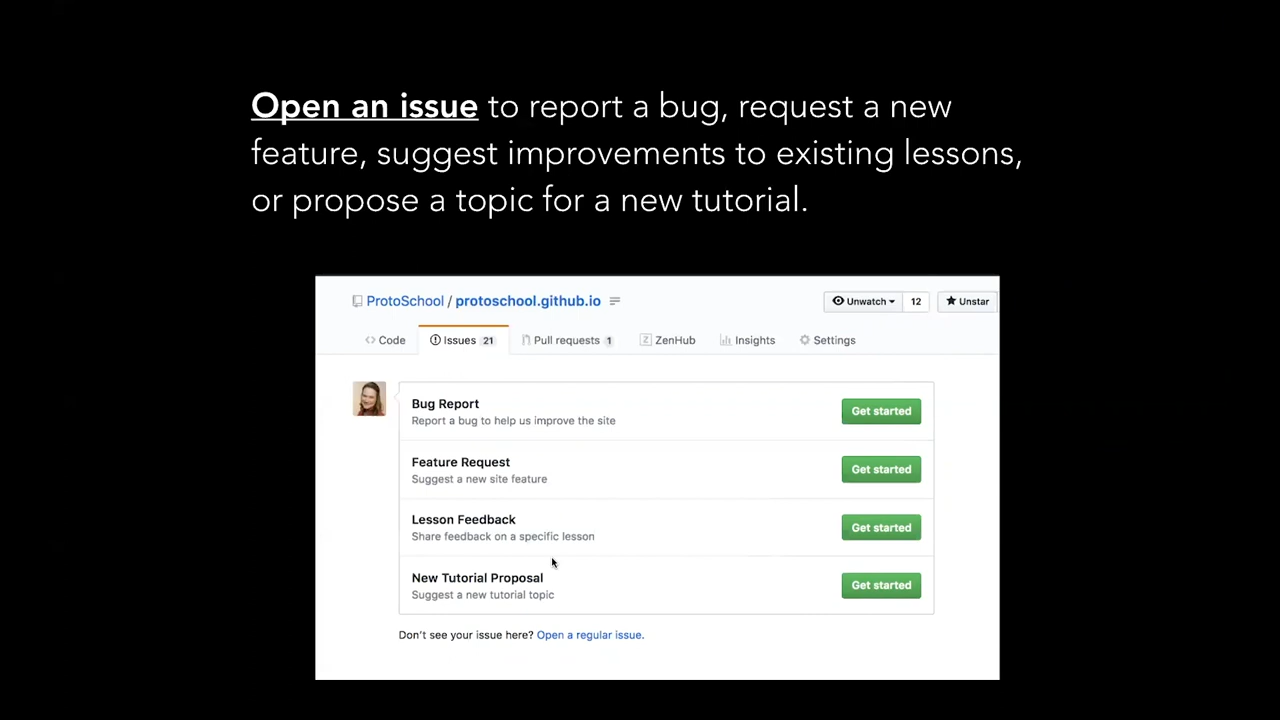 Open an issue to report a bug, request a new
feature, suggest improvements to existing lessons,
or propose a topic for a new tutorial.
ProtoSchool / protoschool.github.io
Unwatch 12 Unstar
Code Issues 21 Pull requests 1 ZenHub Insights Settings
Bug Report
Report a bug to help us improve the site
Get started
Feature Request
Suggest a new site feature
Get started
Lesson Feedback
Share feedback on a specific lesson
Get started
New Tutorial Proposal
Suggest a new tutorial topic
Get started
Don't see your issue here? Open a regular issue.